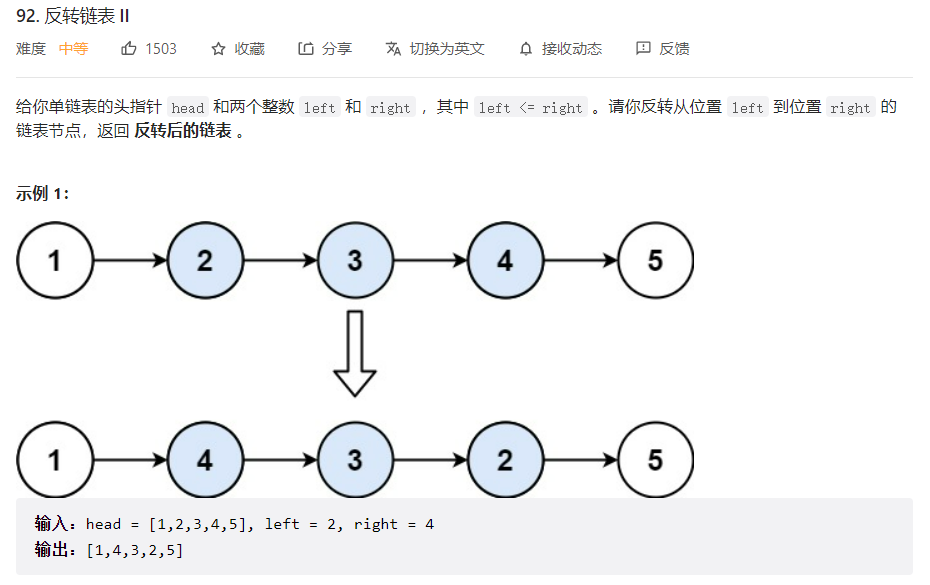 92. 反转链表 II
难度 中等 1503 收藏 分享 切换为英文 接收动态 反馈
给你单链表的头指针 head 和两个整数 left 和 right ，其中 left <= right 。请你反转从位置 left 到位置 right 的
链表节点，返回 反转后的链表 。
示例 1：
1 2 3 4 5
1 4 3 2 5
输入：head = [1,2,3,4,5], left = 2, right = 4
输出：[1,4,3,2,5]